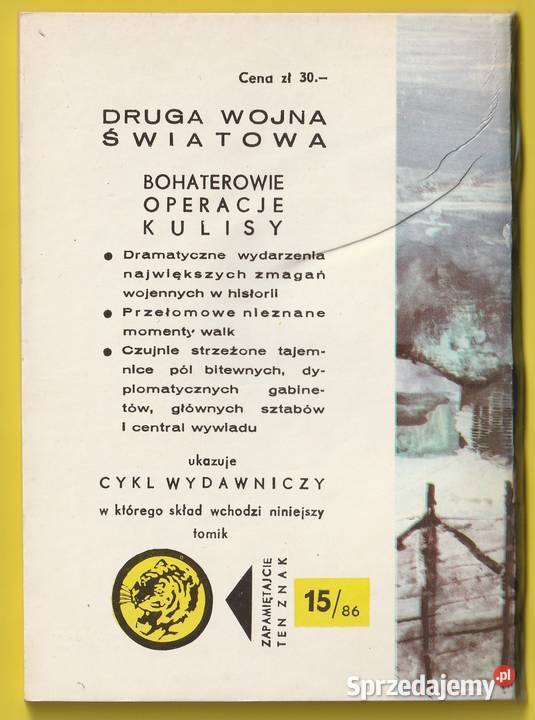 Cena zł 30.–
DRUGA WOJNA
ŚWIATOWA
BOHATEROWIE
OPERACJE
KULISY
● Dramatyczne wydarzenia
największych zmagań
wojennych w historii
● Przełomowe nieznane
momenty walk
● Czujnie strzeżone tajem-
nice pól bitewnych, dy-
plomatycznych gabine-
tów, głównych sztabów
i central wywiadu
ukazuje
CYKL WYDAWNICZY
w którego skład wchodzi niniejszy
tomik
ZAPAMIĘTAJCIE
TEN ZNAK
15/86
Sprzedajemy.pl